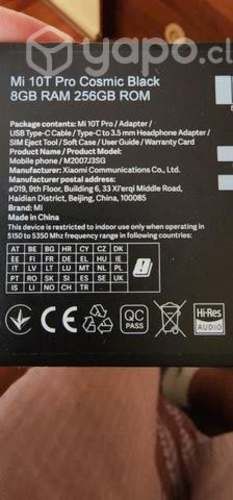 yapo.cl
Mi 10T Pro Cosmic Black
8GB RAM 256GB ROM
Package contents: Mi 10T Pro / Adapter /
USB Type-C Cable / Type-C to 3.5 mm Headphone Adapter /
SIM Eject Tool / Soft Case / User Guide / Warranty Card
Product Name / Product Model:
Mobile phone / M2007J3SG
Manufacturer: Xiaomi Communications Co., Ltd.
Manufacturer Address:
#019, 9th Floor, Building 6, 33 Xi'erqi Middle Road,
Haidian District, Beijing, China, 100085
Brand: Mi
Made in China
This device is restricted to indoor use only when operating in
5150 to 5350 Mhz frequency range in following countries:
AT BE BG HR CY CZ DK
EE FI FR DE EL HU IE
IT LV LT LU MT NL PL
PT RO SK SI ES SE UK
IS LI NO CH TR
CE
QC
PASS
Hi-Res
AUDIO